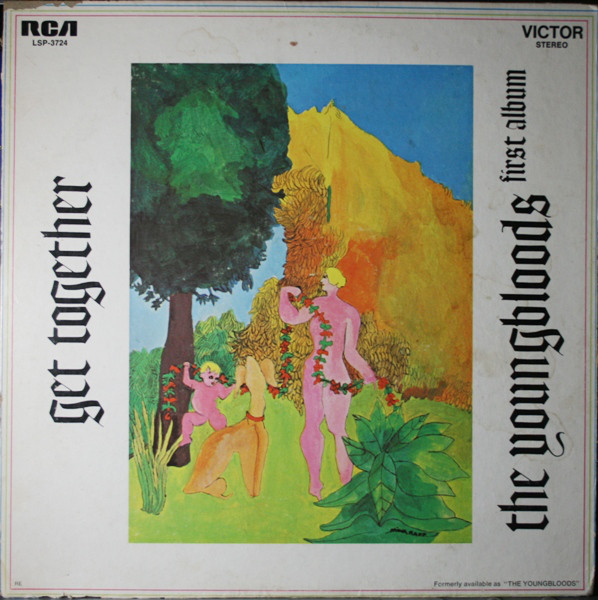 RCA
LSP-3724
VICTOR
STEREO
get together
the youngbloods
first album
Formerly available as "THE YOUNGBLOODS"